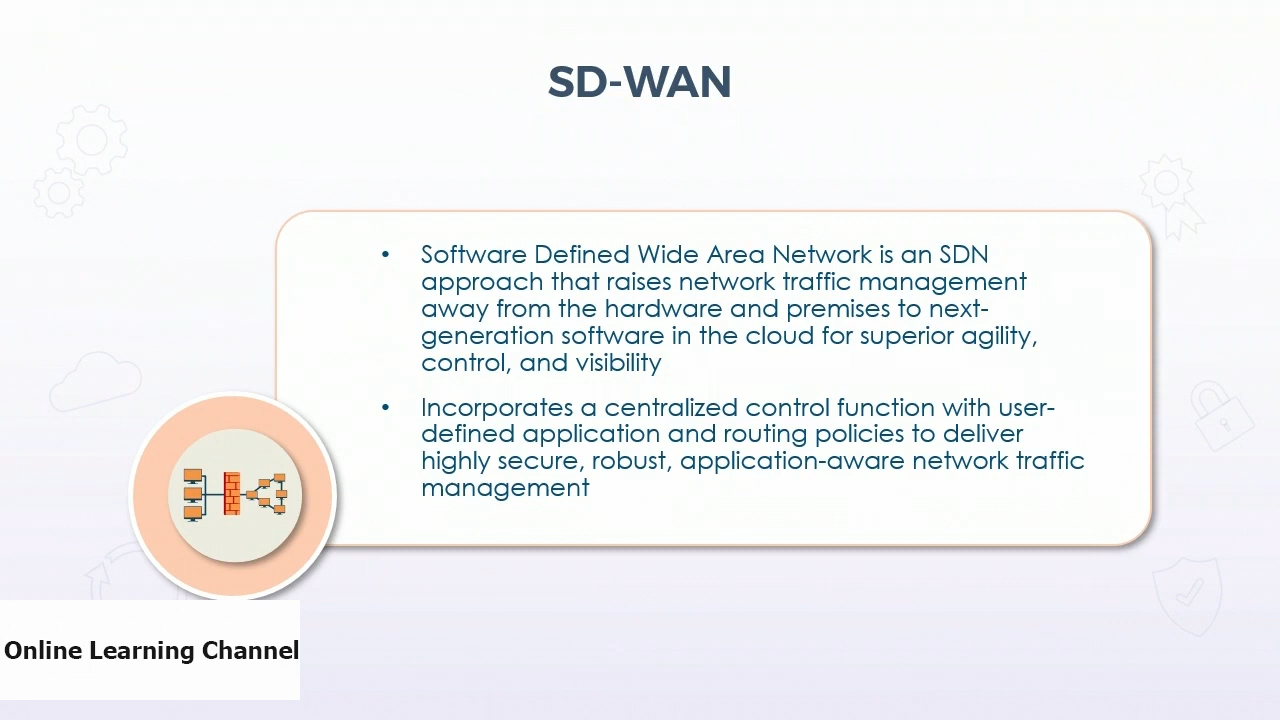 SD-WAN
• Software Defined Wide Area Network is an SDN
approach that raises network traffic management
away from the hardware and premises to next-
generation software in the cloud for superior agility,
control, and visibility
• Incorporates a centralized control function with user-
defined application and routing policies to deliver
highly secure, robust, application-aware network traffic
management
Online Learning Channel